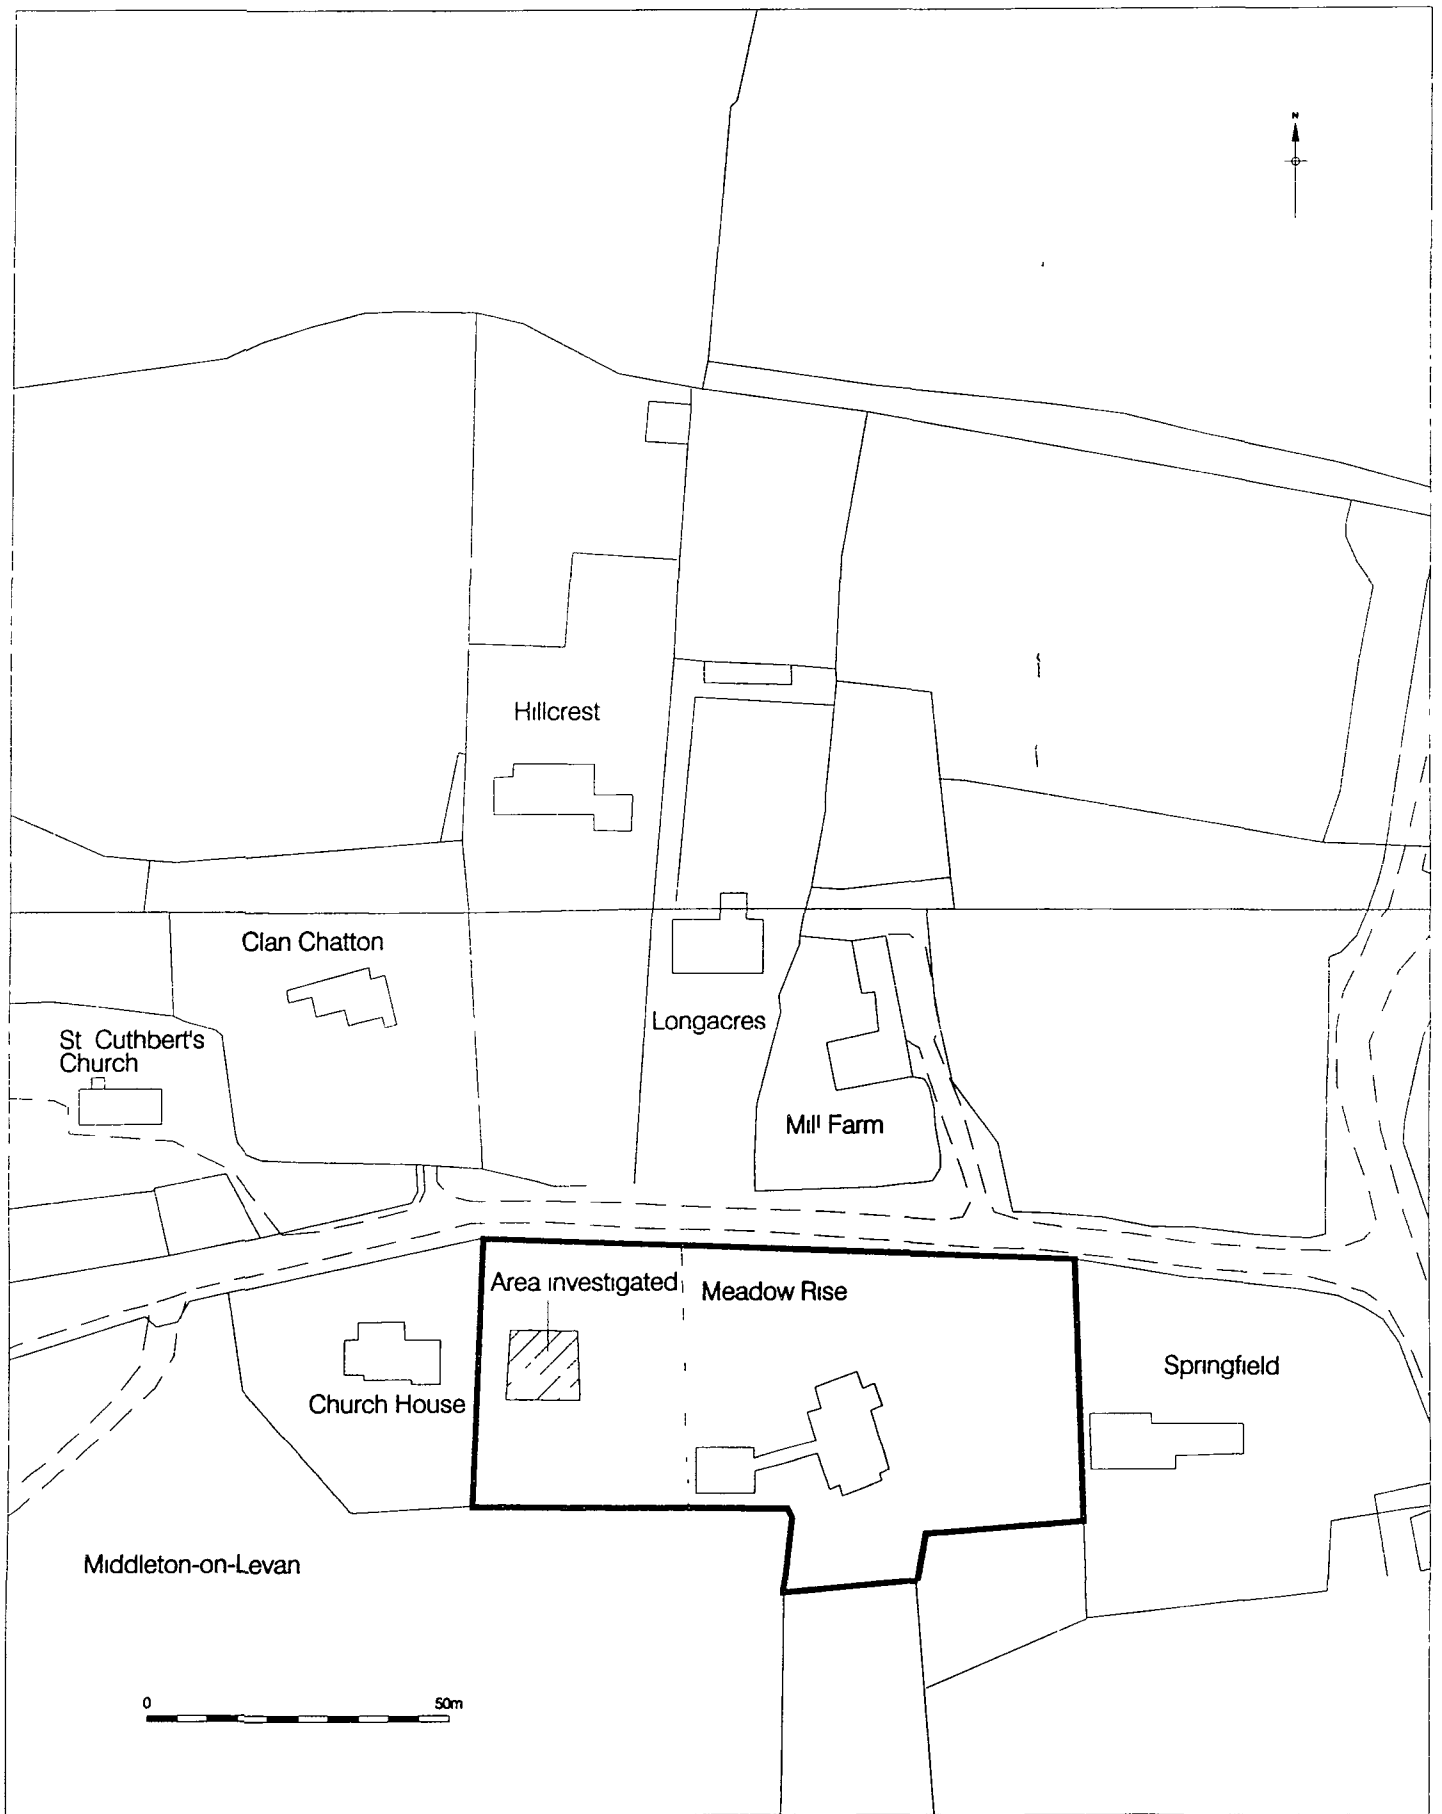 N
Hillcrest
Clan Chatton
St Cuthbert's
Church
Longacres
Mill Farm
Area investigated
Meadow Rise
Springfield
Church House
Middleton-on-Levan
0 50m